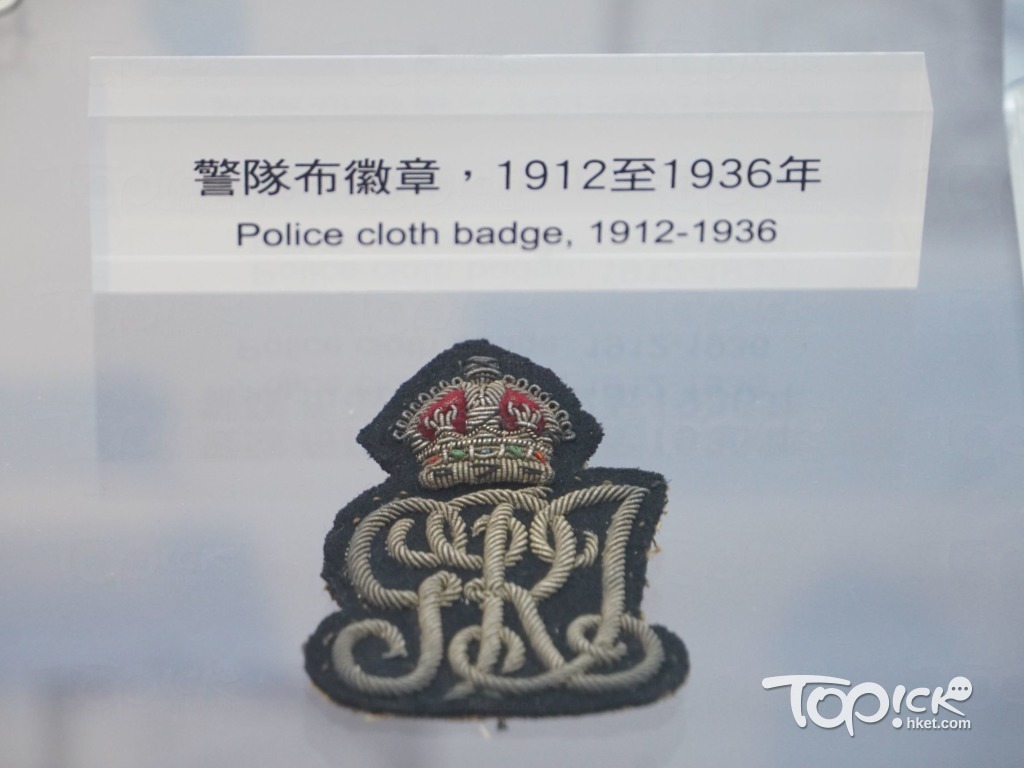 警隊布徽章，1912至1936年
Police cloth badge, 1912-1936
GRI
TOPiCK
hket.com